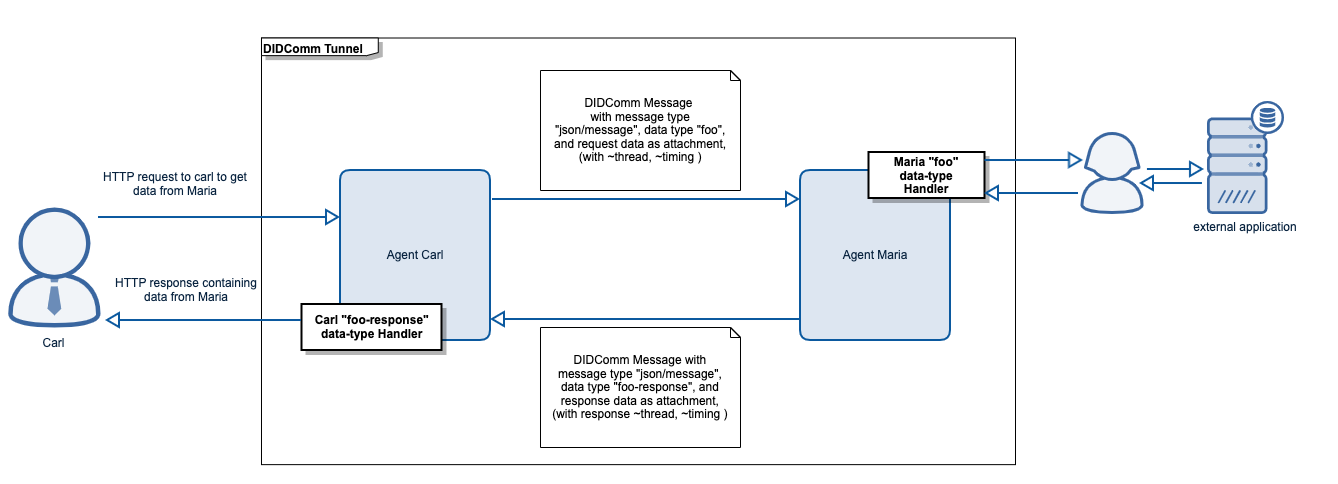 DIDComm Tunnel
DIDComm Message
with message type
"json/message", data type "foo",
and request data as attachment,
(with ~thread, ~timing )
HTTP request to carl to get
data from Maria
Maria "foo"
data-type
Handler
external application
Agent Carl
Agent Maria
HTTP response containing
data from Maria
Carl "foo-response"
data-type Handler
Carl
DIDComm Message with
message type "json/message",
data type "foo-response", and
response data as attachment,
(with response ~thread, ~timing )